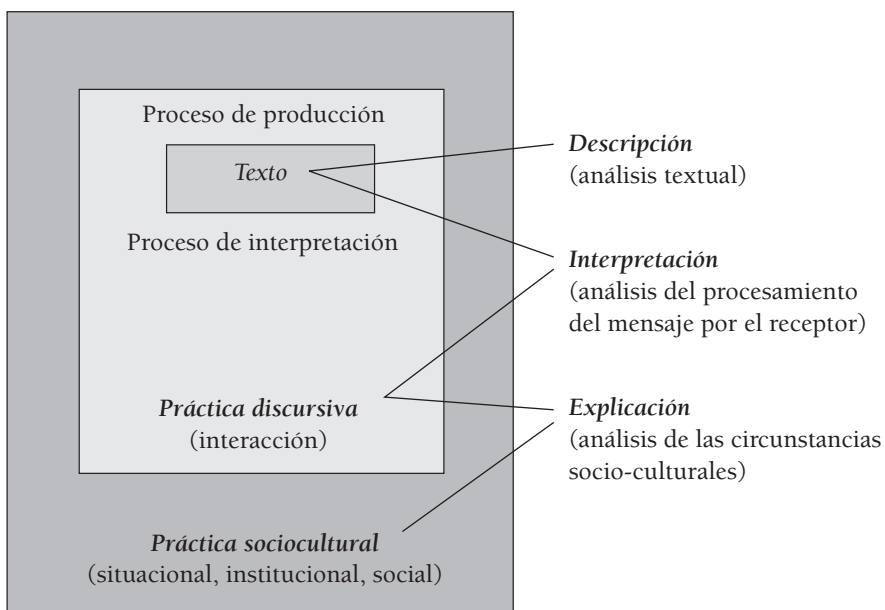 Proceso de producción
Texto
Proceso de interpretación
Práctica discursiva
(interacción)
Práctica sociocultural
(situacional, institucional, social)
Descripción
(análisis textual)
Interpretación
(análisis del procesamiento
del mensaje por el receptor)
Explicación
(análisis de las circunstancias
socio-culturales)